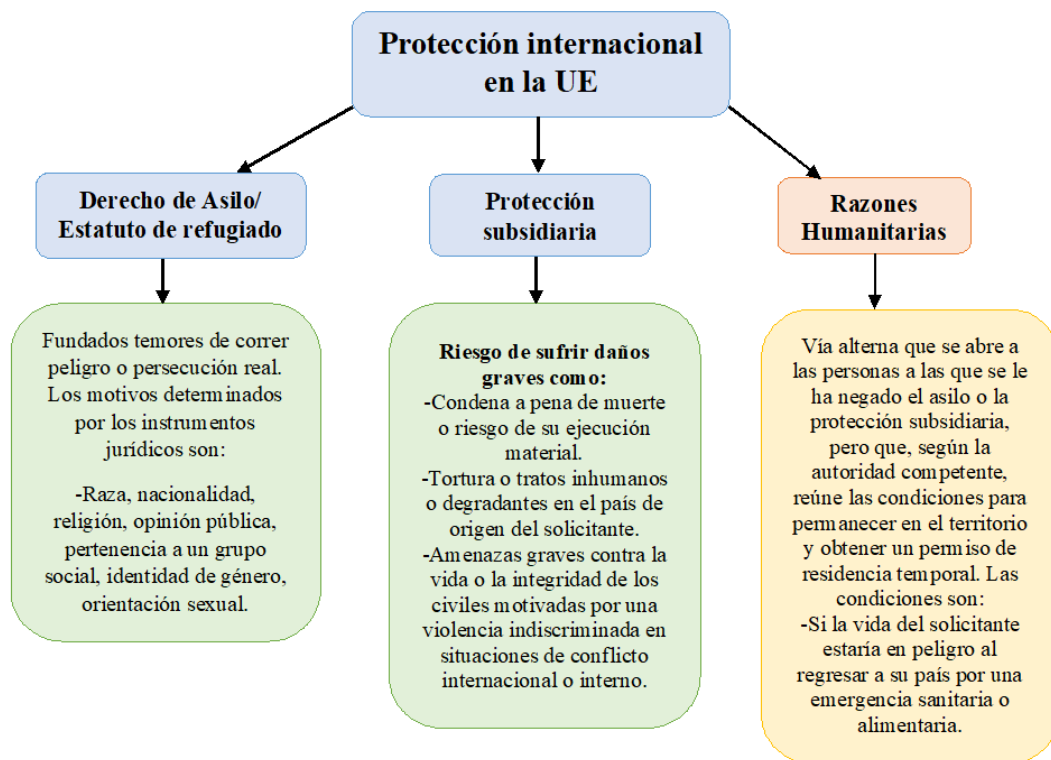 Protección internacional
en la UE
Derecho de Asilo/
Estatuto de refugiado
Protección
subsidiaria
Razones
Humanitarias
Fundados temores de correr
peligro o persecución real.
Los motivos determinados
por los instrumentos
jurídicos son:
-Raza, nacionalidad,
religión, opinión pública,
pertenencia a un grupo
social, identidad de género,
orientación sexual.
Riesgo de sufrir daños
graves como:
-Condena a pena de muerte
o riesgo de su ejecución
material.
-Tortura o tratos inhumanos
o degradantes en el país de
origen del solicitante.
-Amenazas graves contra la
vida o la integridad de los
civiles motivadas por una
violencia indiscriminada en
situaciones de conflicto
internacional o interno.
Vía alterna que se abre a
las personas a las que se le
ha negado el asilo o la
protección subsidiaria,
pero que, según la
autoridad competente,
reúne las condiciones para
permanecer en el territorio
y obtener un permiso de
residencia temporal. Las
condiciones son:
-Si la vida del solicitante
estaría en peligro al
regresar a su país por una
emergencia sanitaria o
alimentaria.